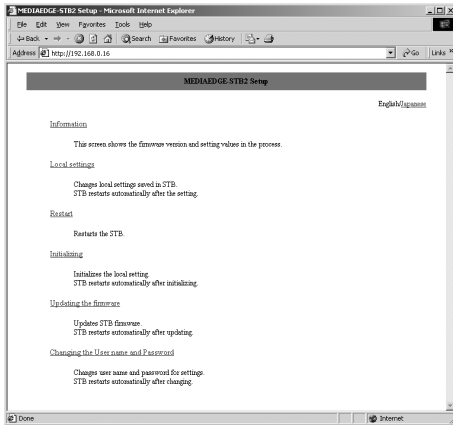 MEDIAEDGE-STB2 Setup - Microsoft Internet Explorer
File Edit View Favorites Tools Help
Back Search Favorites History
Address http://192.168.0.16 Go Links »
MEDIAEDGE-STB2 Setup
English/Japanese
Information
This screen shows the firmware version and setting values in the process.
Local settings
Changes local settings saved in STB.
STB restarts automatically after the setting.
Restart
Restarts the STB.
Initializing
Initializes the local setting.
STB restarts automatically after initializing.
Updating the firmware
Updates STB firmware.
STB restarts automatically after updating.
Changing the User name and Password
Changes user name and password for settings.
STB restarts automatically after changing.
Done Internet